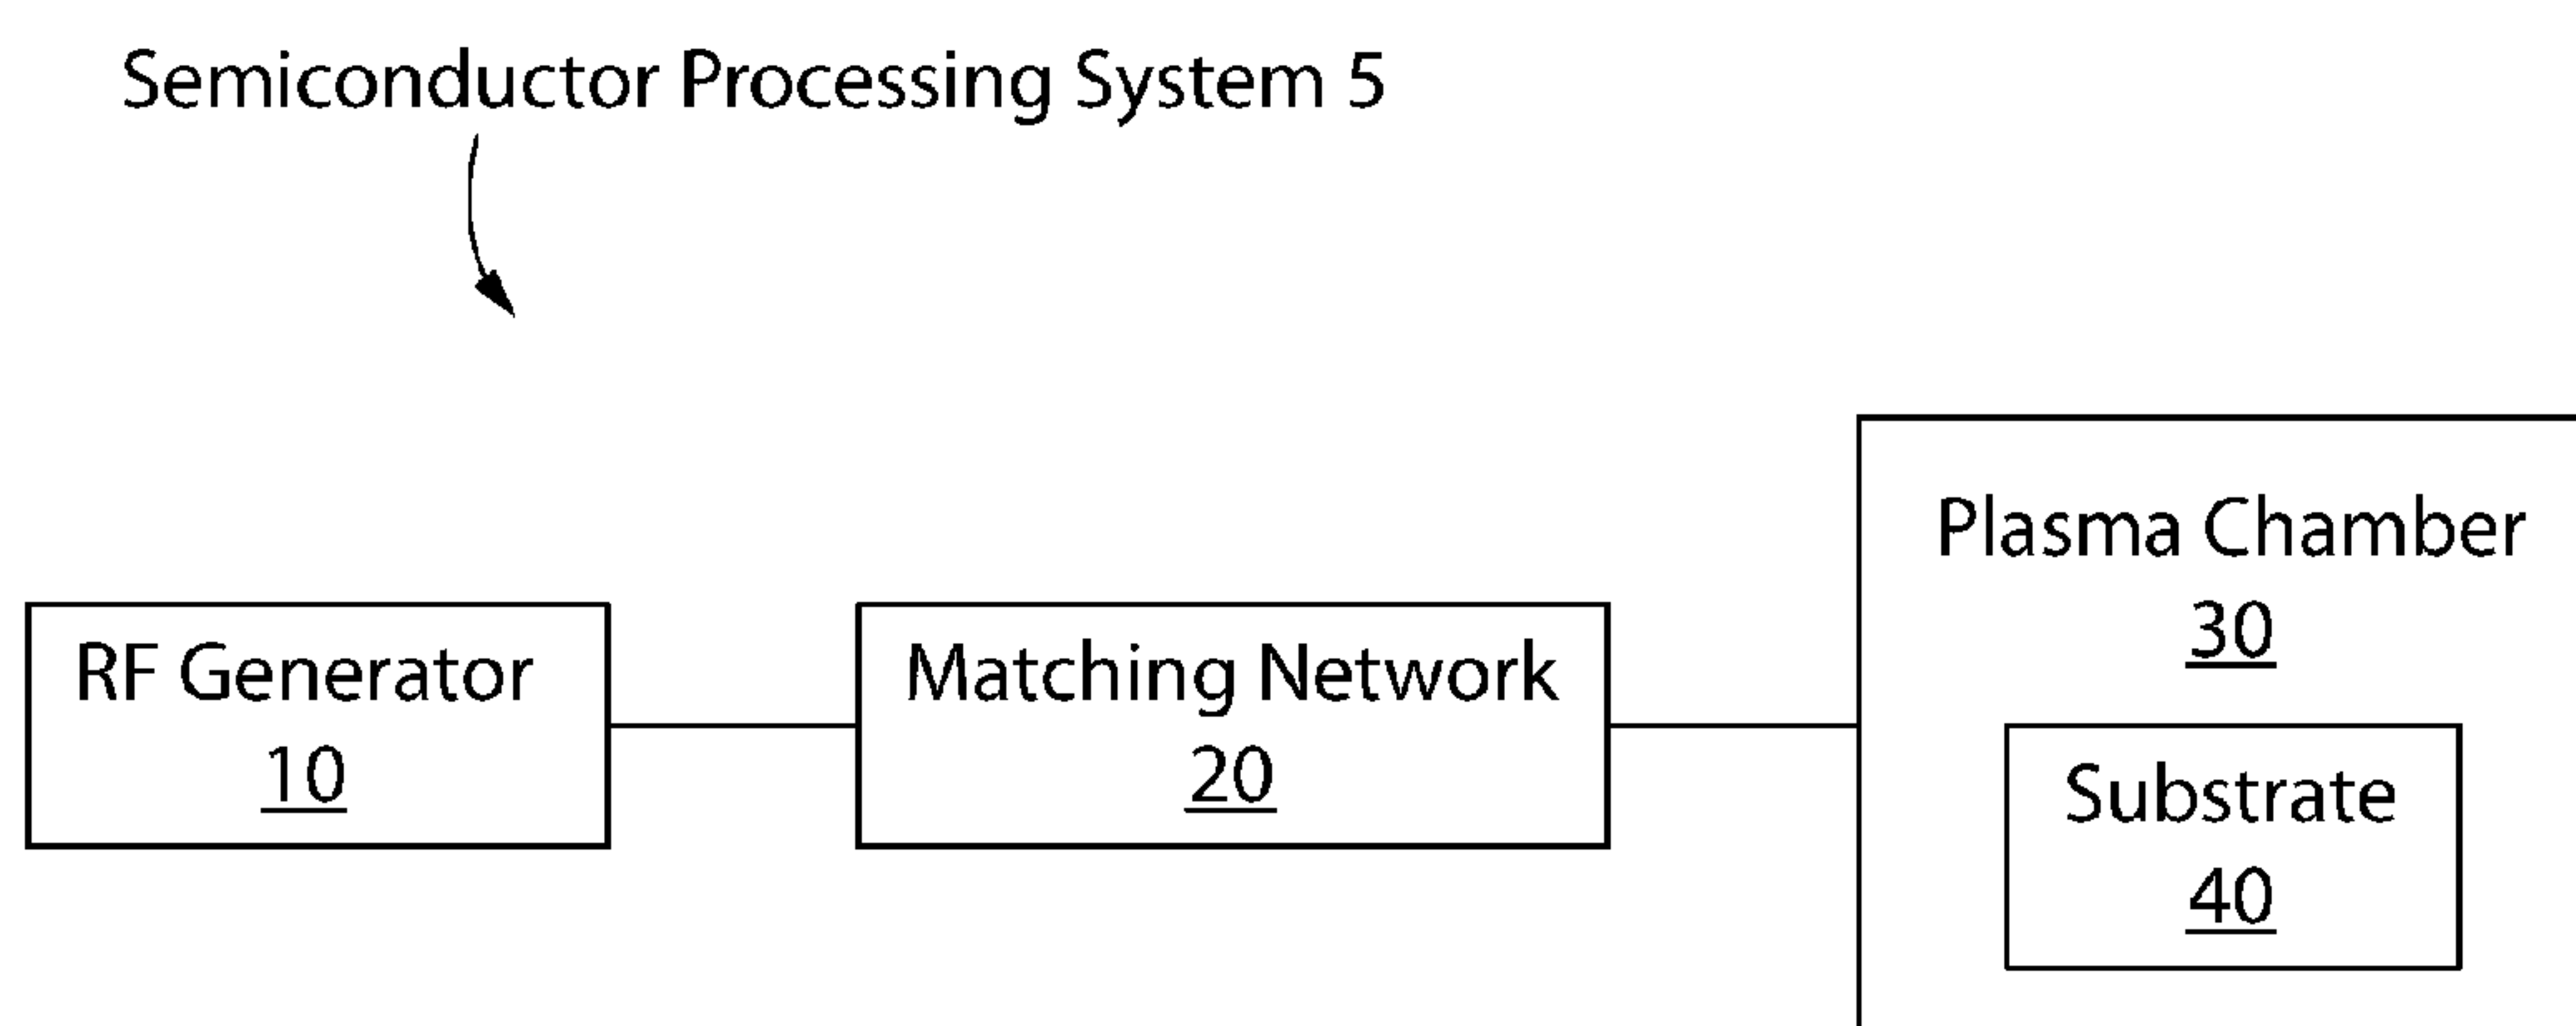 Semiconductor Processing System 5
RF Generator
10
Matching Network
20
Plasma Chamber
30
Substrate
40